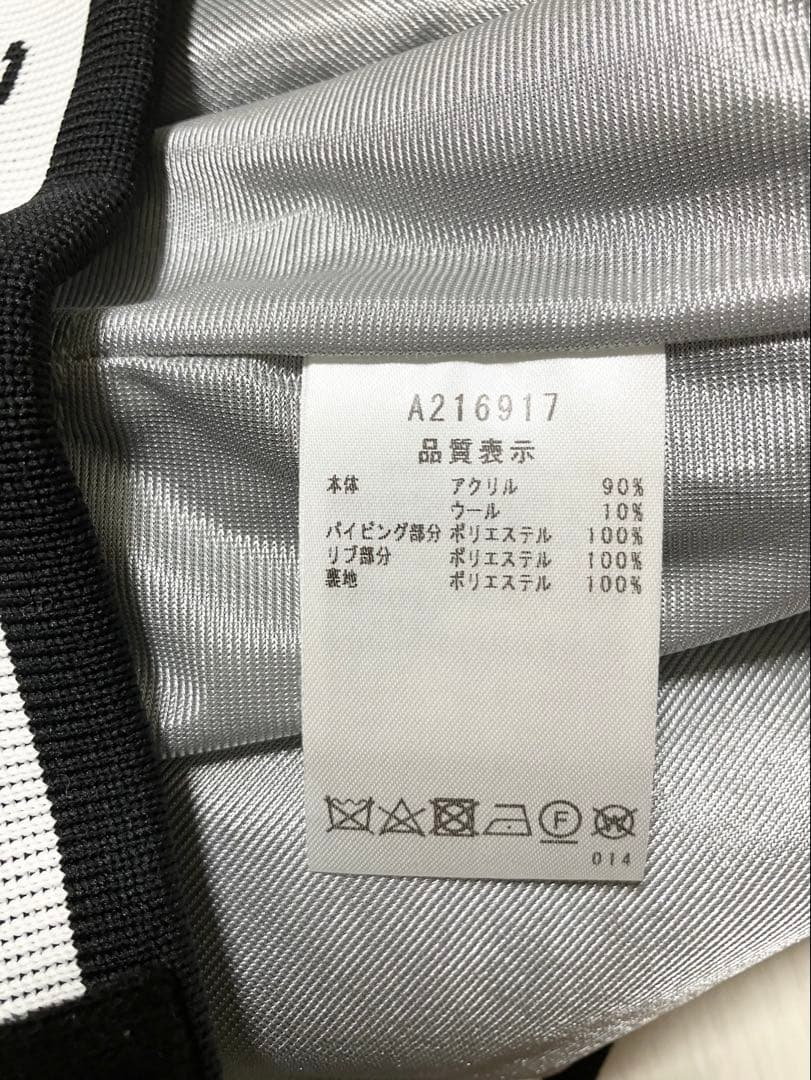 A216917
品質表示
本体 アクリル 90%
ウール 10%
パイピング部分 ポリエステル 100%
リブ部分 ポリエステル 100%
裏地 ポリエステル 100%
F W
014